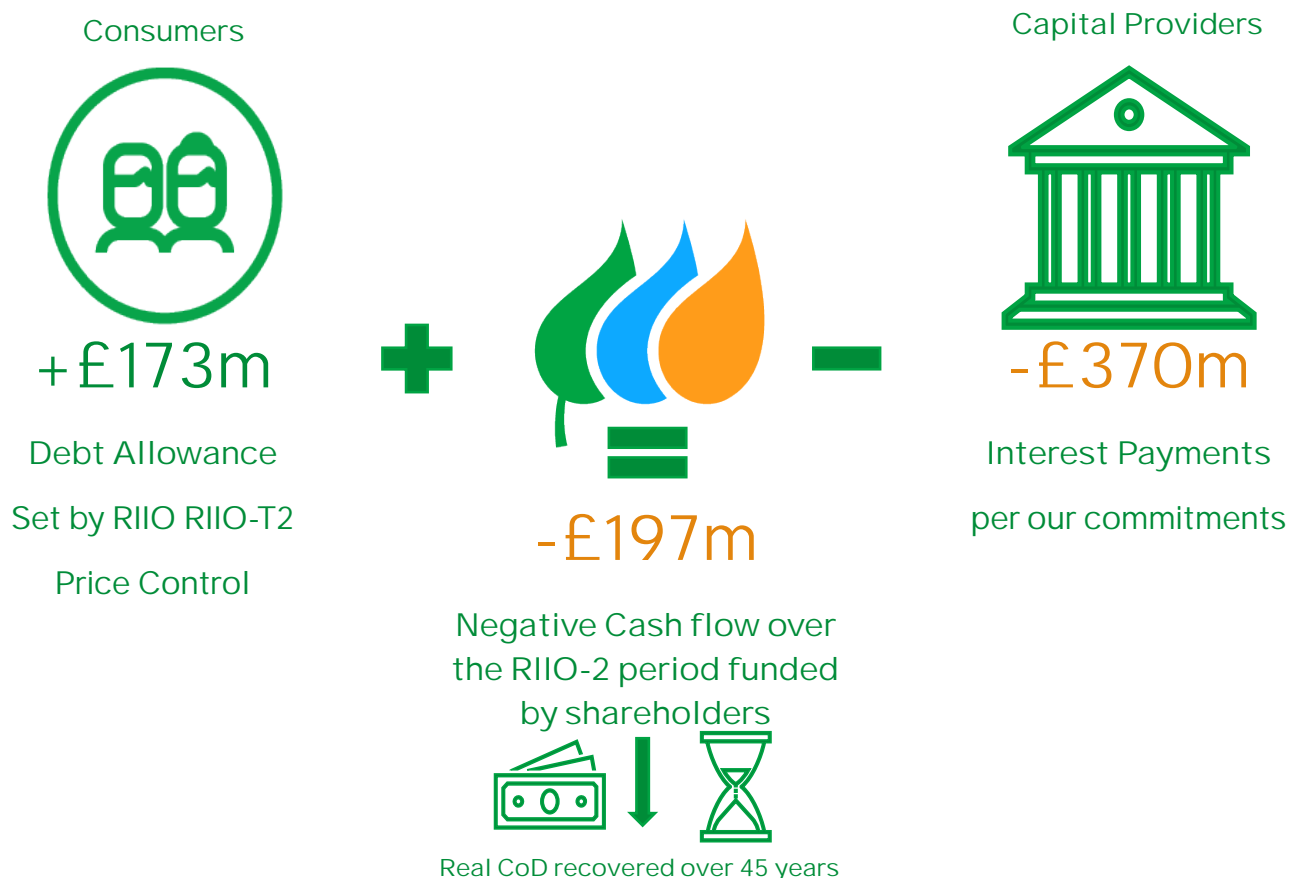 Consumers
+£173m
Debt Allowance
Set by RIIO RIIO-T2
Price Control
-£197m
Negative Cash flow over
the RIIO-2 period funded
by shareholders
Real CoD recovered over 45 years
Capital Providers
-£370m
Interest Payments
per our commitments